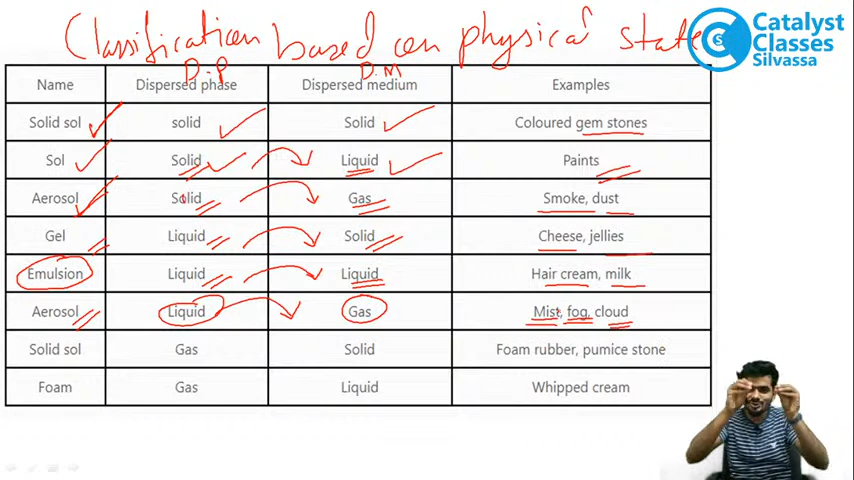 Classification based on physical state
Catalyst
Classes
Silvassa
D.P D.M
Name Dispersed phase Dispersed medium Examples
Solid sol solid Solid Coloured gem stones
Sol Solid Liquid Paints
Aerosol Solid Gas Smoke, dust
Gel Liquid Solid Cheese, jellies
Emulsion Liquid Liquid Hair cream, milk
Aerosol Liquid Gas Mist, fog, cloud
Solid sol Gas Solid Foam rubber, pumice stone
Foam Gas Liquid Whipped cream